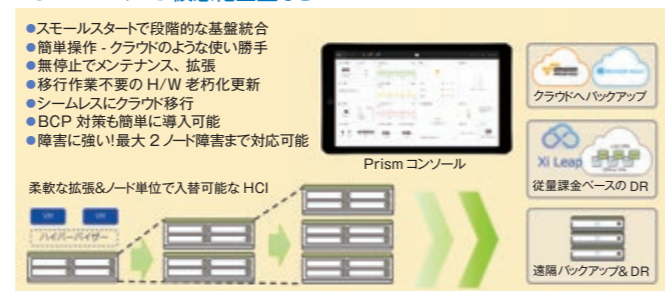 ●スモールスタートで段階的な基盤統合
●簡単操作 - クラウドのような使い勝手
●無停止でメンテナンス、拡張
●移行作業不要の H/W 老朽化更新
●シームレスにクラウド移行
●BCP 対策も簡単に導入可能
●障害に強い!最大 2 ノード障害まで対応可能
Prism コンソール
クラウドへバックアップ
Xi Leap
従量課金ベースの DR
柔軟な拡張&ノード単位で入替可能な HCI
VM VM
ハイパーバイザー
遠隔バックアップ& DR